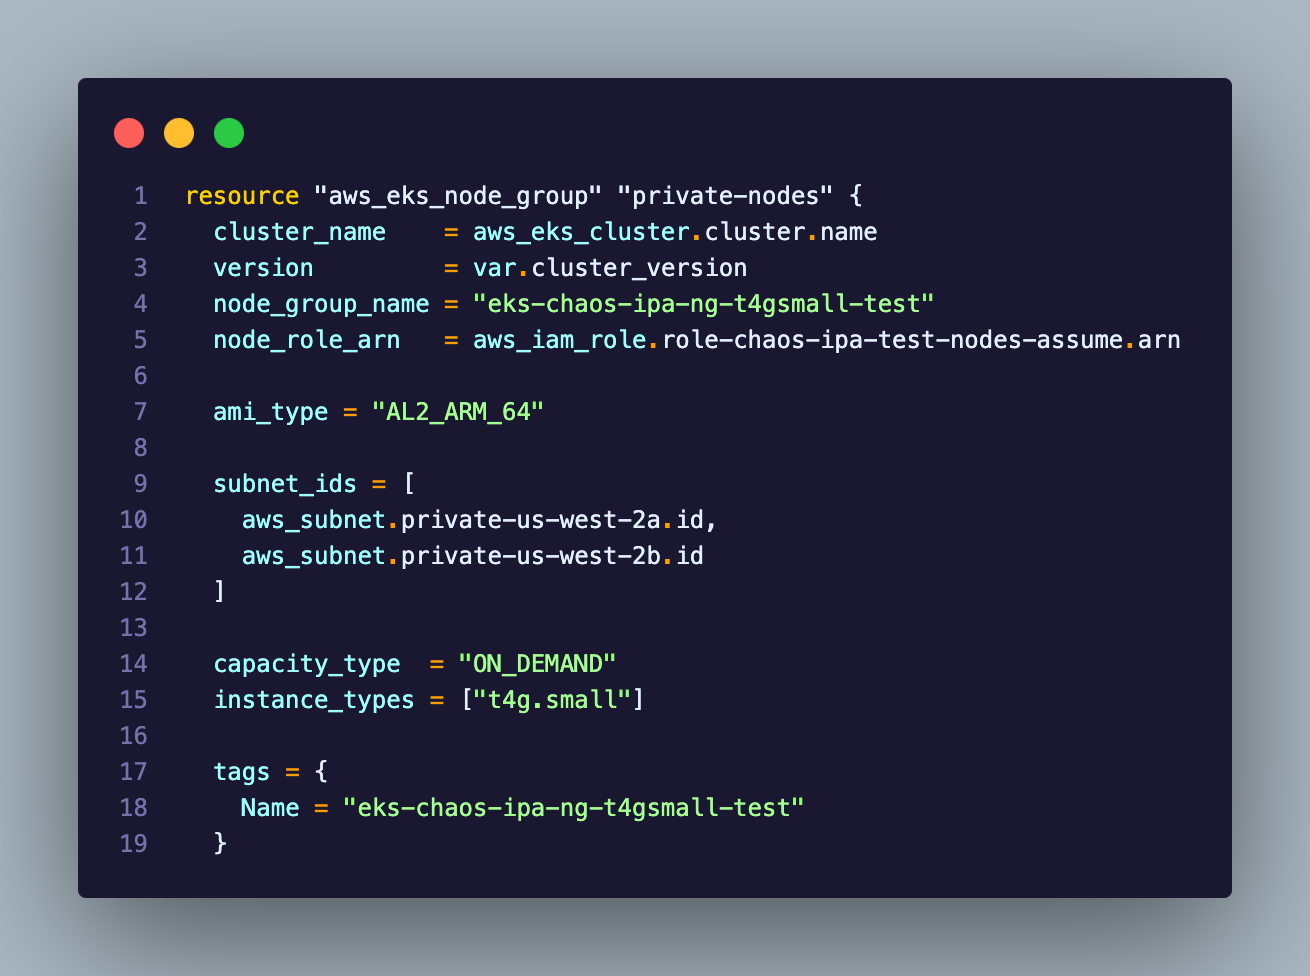 1 resource "aws_eks_node_group" "private-nodes" {
2   cluster_name    = aws_eks_cluster.cluster.name
3   version         = var.cluster_version
4   node_group_name = "eks-chaos-ipa-ng-t4gsmall-test"
5   node_role_arn   = aws_iam_role.role-chaos-ipa-test-nodes-assume.arn
6
7   ami_type = "AL2_ARM_64"
8
9   subnet_ids = [
10     aws_subnet.private-us-west-2a.id,
11     aws_subnet.private-us-west-2b.id
12   ]
13
14   capacity_type  = "ON_DEMAND"
15   instance_types = ["t4g.small"]
16
17   tags = {
18     Name = "eks-chaos-ipa-ng-t4gsmall-test"
19   }